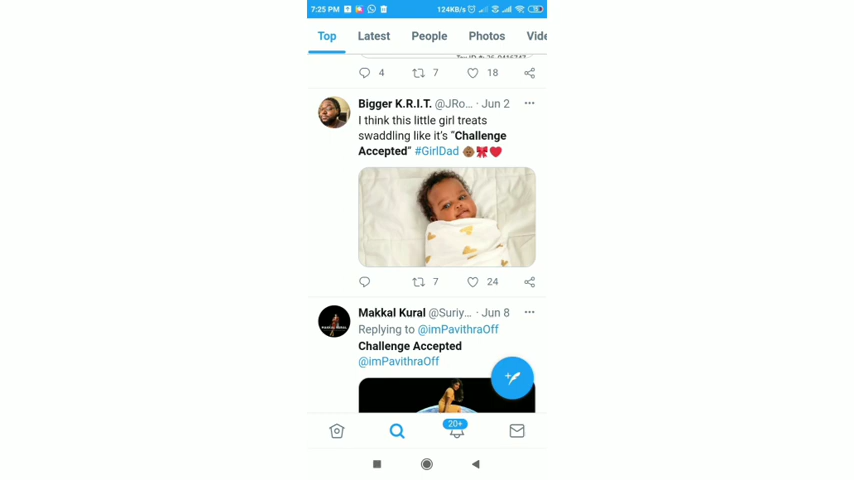 7:25 PM 124KB/s
Top Latest People Photos
4 7 18
Bigger K.R.I.T. @JRo... · Jun 2
I think this little girl treats
swaddling like it's "Challenge
Accepted" #GirlDad
7 24
Makkal Kural @Suriy... · Jun 8
Replying to @imPavithraOff
Challenge Accepted
@imPavithraOff
20+